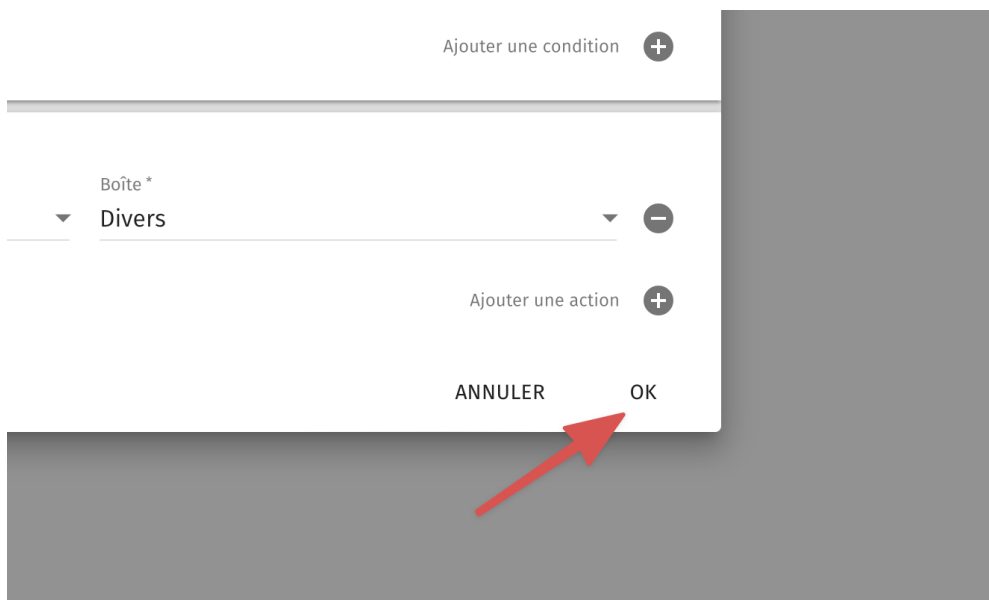 Ajouter une condition
Boîte *
Divers
Ajouter une action
ANNULER OK